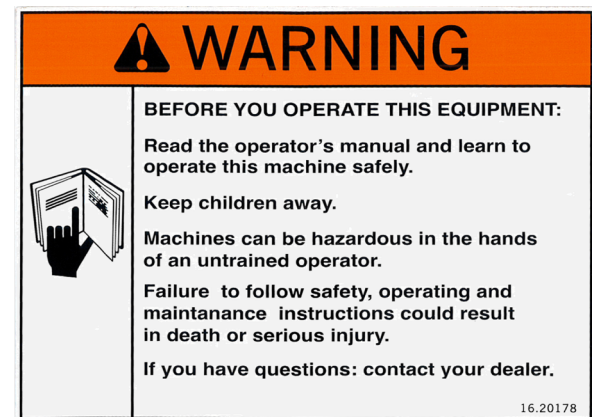 WARNING
BEFORE YOU OPERATE THIS EQUIPMENT:
Read the operator's manual and learn to
operate this machine safely.
Keep children away.
Machines can be hazardous in the hands
of an untrained operator.
Failure to follow safety, operating and
maintanance instructions could result
in death or serious injury.
If you have questions: contact your dealer.
16.20178